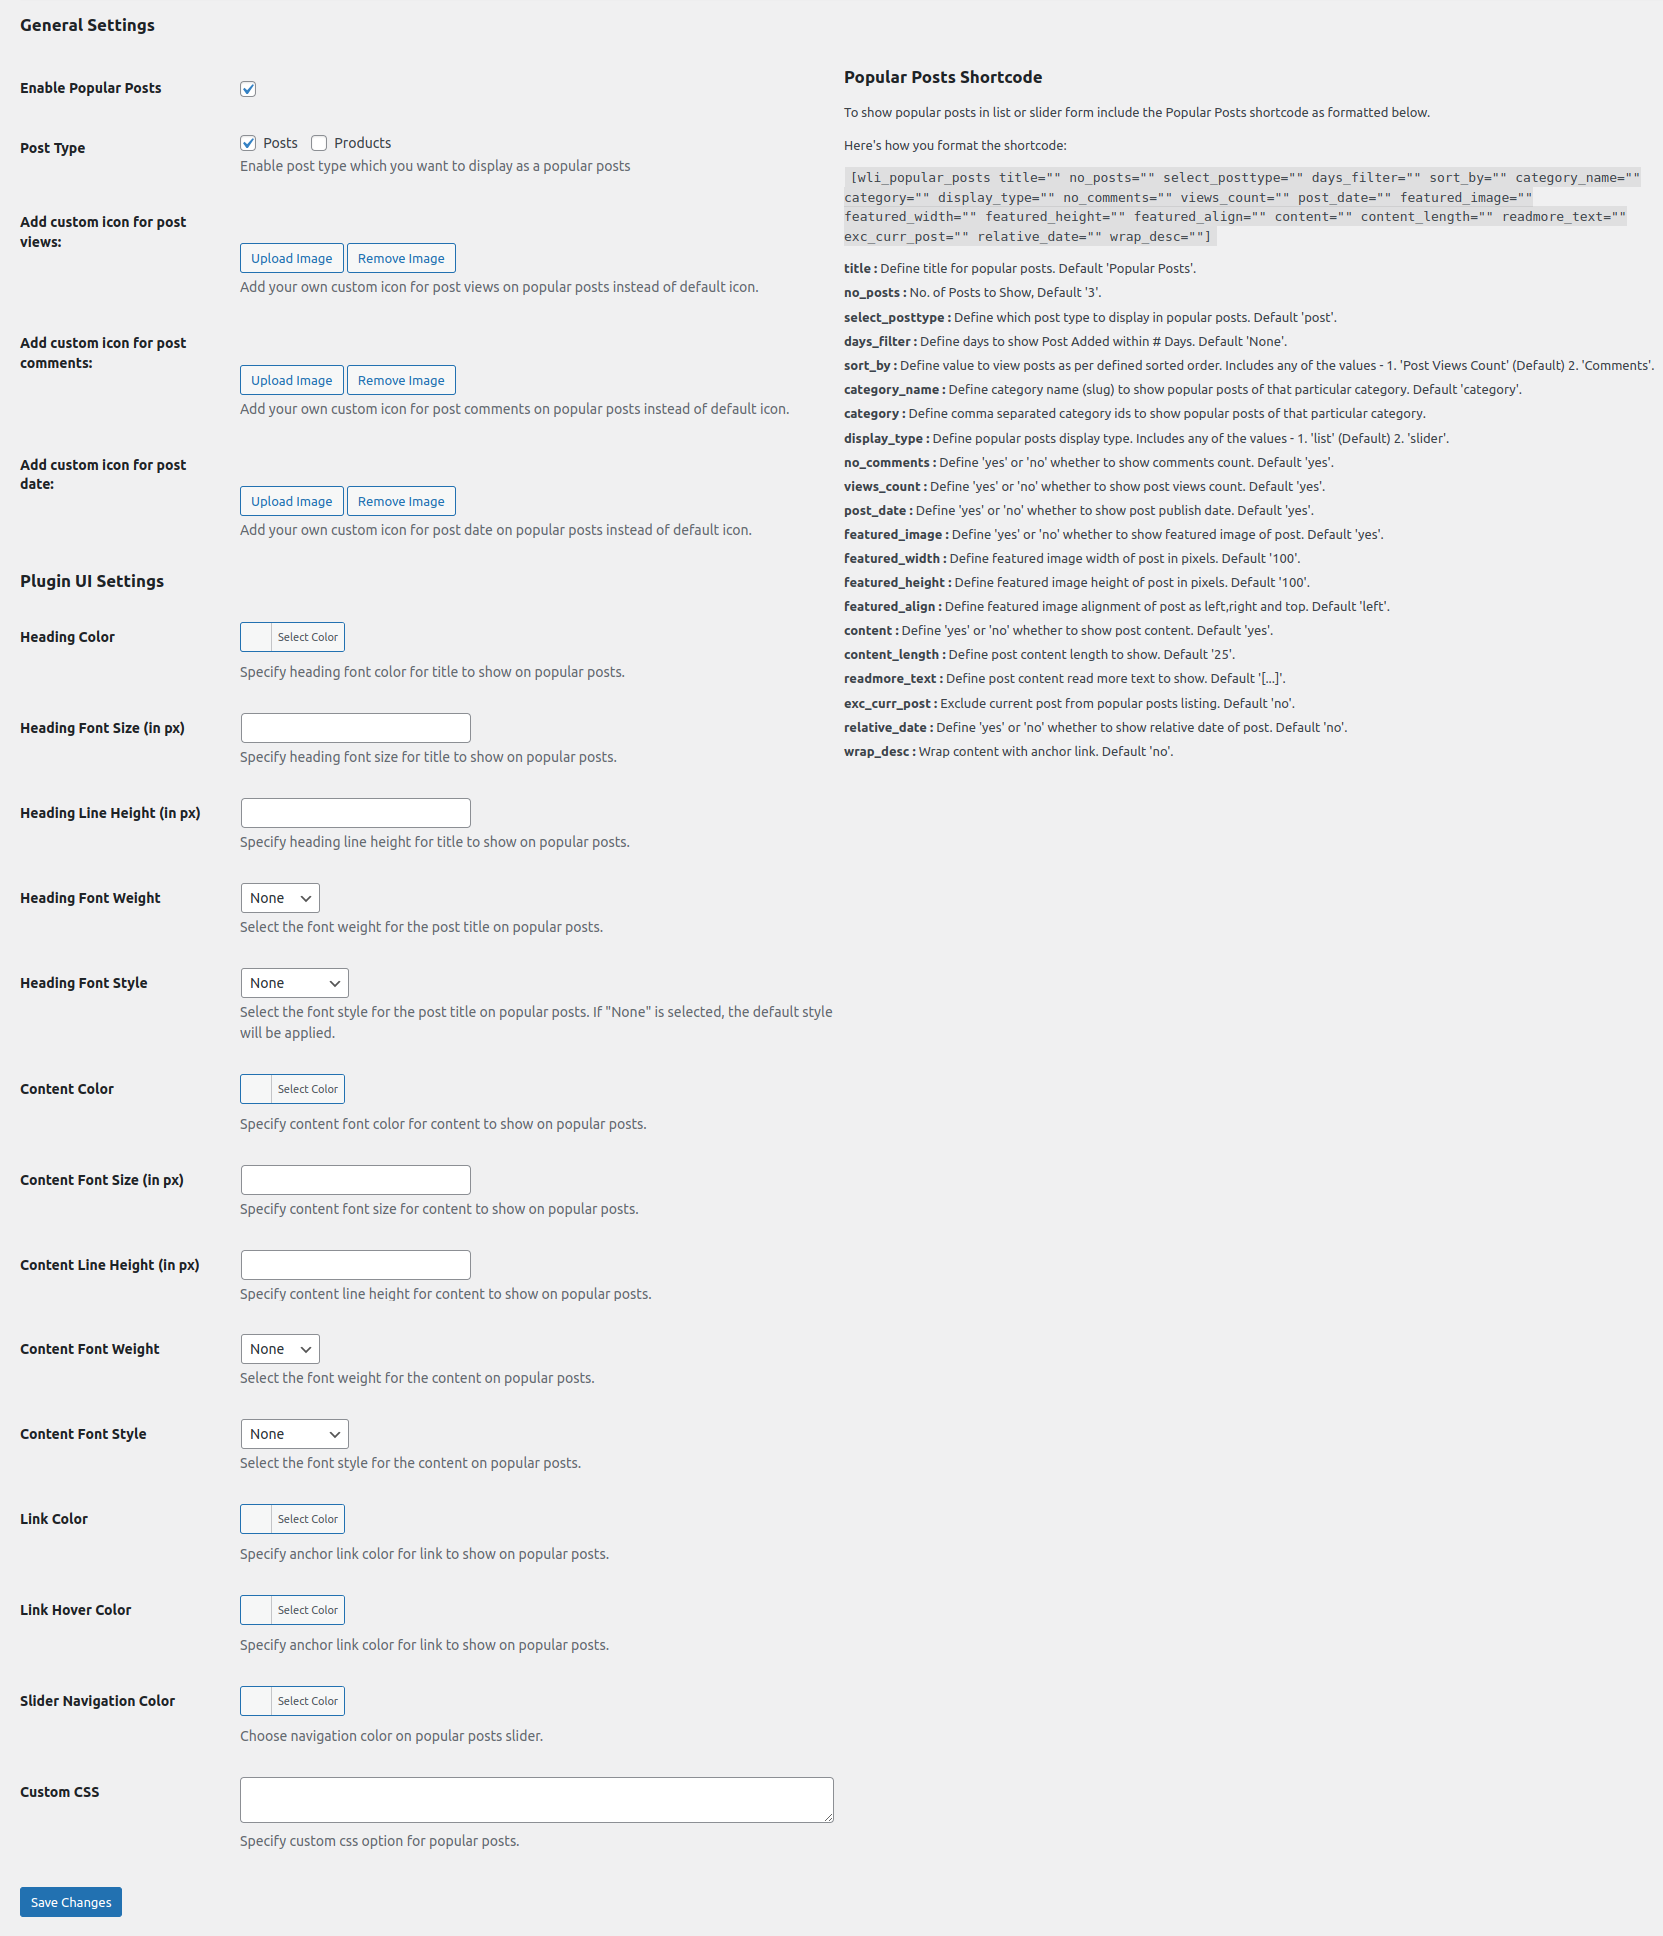 General Settings
Enable Popular Posts
Post Type
Posts
Products
Enable post type which you want to display as a popular posts
Add custom icon for post
views:
Upload Image
Remove Image
Add your own custom icon for post views on popular posts instead of default icon.
Add custom icon for post
comments:
Upload Image
Remove Image
Add your own custom icon for post comments on popular posts instead of default icon.
Add custom icon for post
date:
Upload Image
Remove Image
Add your own custom icon for post date on popular posts instead of default icon.
Plugin UI Settings
Heading Color
Select Color
Specify heading font color for title to show on popular posts.
Heading Font Size (in px)
Specify heading font size for title to show on popular posts.
Heading Line Height (in px)
Specify heading line height for title to show on popular posts.
Heading Font Weight
None
Select the font weight for the post title on popular posts.
Heading Font Style
None
Select the font style for the post title on popular posts. If "None" is selected, the default style
will be applied.
Content Color
Select Color
Specify content font color for content to show on popular posts.
Content Font Size (in px)
Specify content font size for content to show on popular posts.
Content Line Height (in px)
Specify content line height for content to show on popular posts.
Content Font Weight
None
Select the font weight for the content on popular posts.
Content Font Style
None
Select the font style for the content on popular posts.
Link Color
Select Color
Specify anchor link color for link to show on popular posts.
Link Hover Color
Select Color
Specify anchor link color for link to show on popular posts.
Slider Navigation Color
Select Color
Choose navigation color on popular posts slider.
Custom CSS
Specify custom css option for popular posts.
Save Changes
Popular Posts Shortcode
To show popular posts in list or slider form include the Popular Posts shortcode as formatted below.
Here's how you format the shortcode:
[wli_popular_posts title="" no_posts="" select_posttype="" days_filter="" sort_by="" category_name=""
category="" display_type="" no_comments="" views_count="" post_date="" featured_image=""
featured_width="" featured_height="" featured_align="" content="" content_length="" readmore_text=""
exc_curr_post="" relative_date="" wrap_desc=""]
title : Define title for popular posts. Default 'Popular Posts'.
no_posts : No. of Posts to Show, Default '3'.
select_posttype : Define which post type to display in popular posts. Default 'post'.
days_filter : Define days to show Post Added within # Days. Default 'None'.
sort_by : Define value to view posts as per defined sorted order. Includes any of the values - 1. 'Post Views Count' (Default) 2. 'Comments'.
category_name : Define category name (slug) to show popular posts of that particular category. Default 'category'.
category : Define comma separated category ids to show popular posts of that particular category.
display_type : Define popular posts display type. Includes any of the values - 1. 'list' (Default) 2. 'slider'.
no_comments : Define 'yes' or 'no' whether to show comments count. Default 'yes'.
views_count : Define 'yes' or 'no' whether to show post views count. Default 'yes'.
post_date : Define 'yes' or 'no' whether to show post publish date. Default 'yes'.
featured_image : Define 'yes' or 'no' whether to show featured image of post. Default 'yes'.
featured_width : Define featured image width of post in pixels. Default '100'.
featured_height : Define featured image height of post in pixels. Default '100'.
featured_align : Define featured image alignment of post as left,right and top. Default 'left'.
content : Define 'yes' or 'no' whether to show post content. Default 'yes'.
content_length : Define post content length to show. Default '25'.
readmore_text : Define post content read more text to show. Default '[...]'.
exc_curr_post : Exclude current post from popular posts listing. Default 'no'.
relative_date : Define 'yes' or 'no' whether to show relative date of post. Default 'no'.
wrap_desc : Wrap content with anchor link. Default 'no'.